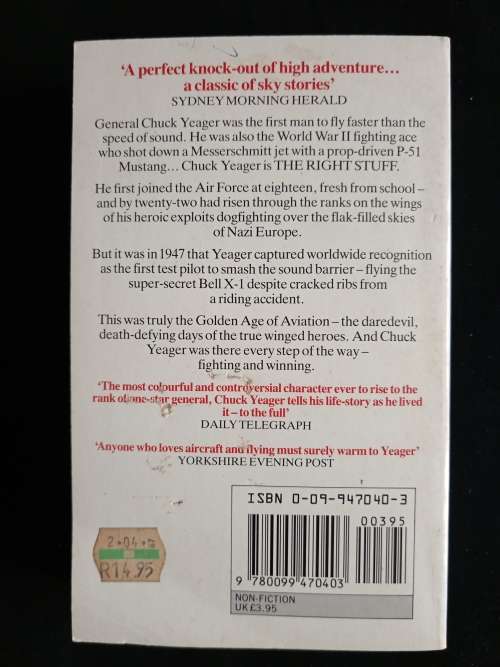 ‘A perfect knock-out of high adventure...
a classic of sky stories’
SYDNEY MORNING HERALD
General Chuck Yeager was the first man to fly faster than the
speed of sound. He was also the World War II fighting ace
who shot down a Messerschmitt jet with a prop-driven P-51
Mustang... Chuck Yeager is THE RIGHT STUFF.
He first joined the Air Force at eighteen, fresh from school –
and by twenty-two had risen through the ranks on the wings
of his heroic exploits dogfighting over the flak-filled skies
of Nazi Europe.
But it was in 1947 that Yeager captured worldwide recognition
as the first test pilot to smash the sound barrier – flying the
super-secret Bell X-1 despite cracked ribs from
a riding accident.
This was truly the Golden Age of Aviation – the daredevil,
death-defying days of the true winged heroes. And Chuck
Yeager was there every step of the way –
fighting and winning.
‘The most colourful and controversial character ever to rise to the
rank of one-star general, Chuck Yeager tells his life-story as he lived
it – to the full’
DAILY TELEGRAPH
‘Anyone who loves aircraft and flying must surely warm to Yeager’
YORKSHIRE EVENING POST
ISBN 0-09-947040-3
00395
9 780099 470403
NON-FICTION
UK £3.95
R14.95